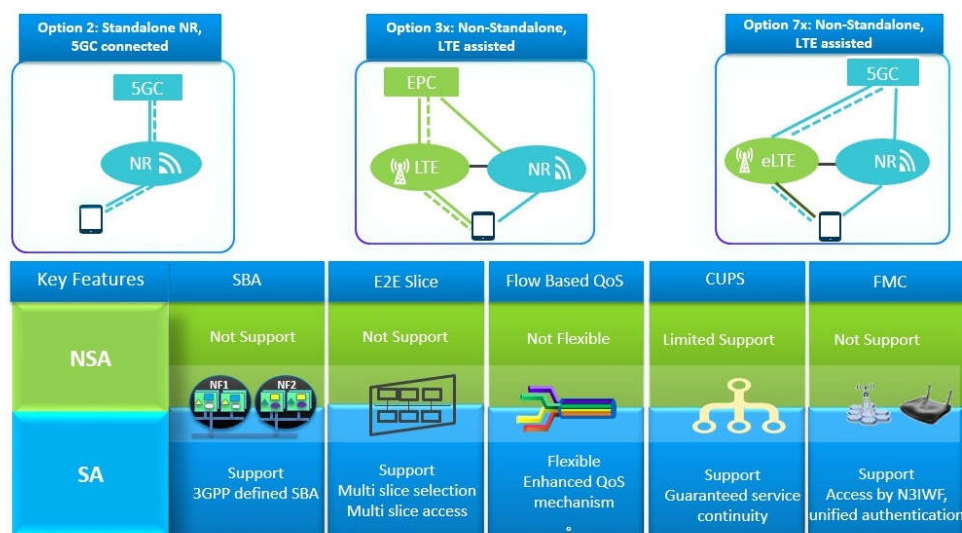 Option 2: Standalone NR,
5GC connected
Option 3x: Non-Standalone,
LTE assisted
Option 7x: Non-Standalone,
LTE assisted
5GC
NR
EPC
LTE
NR
5GC
eLTE
NR
Key Features
SBA
E2E Slice
Flow Based QoS
CUPS
FMC
NSA
Not Support
Not Support
Not Flexible
Limited Support
Not Support
NF1
NF2
SA
Support
3GPP defined SBA
Support
Multi slice selection
Multi slice access
Flexible
Enhanced QoS
mechanism
Support
Guaranteed service
continuity
Support
Access by N3IWF,
unified authentication